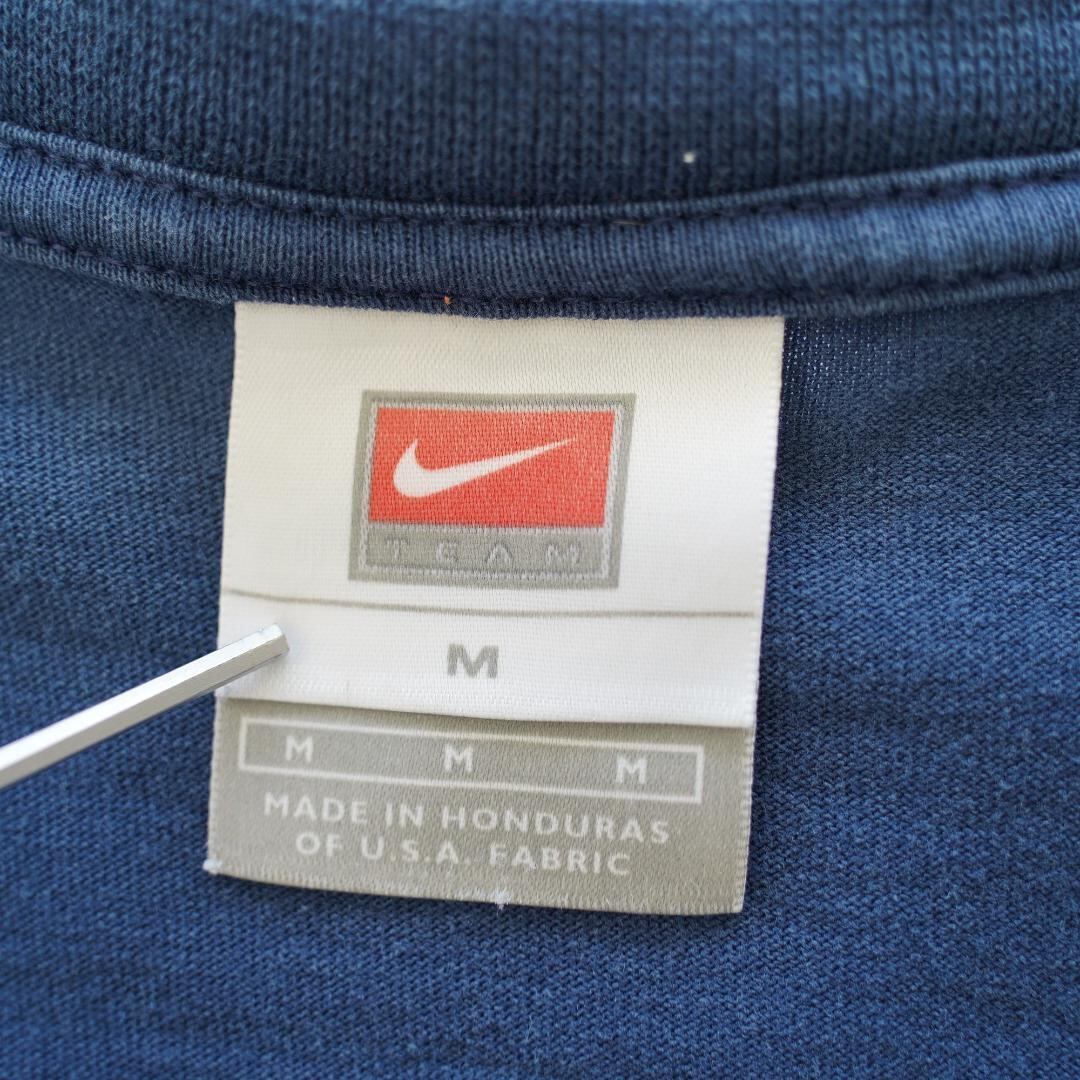 TEAM
M
M M M
MADE IN HONDURAS
OF U.S.A. FABRIC